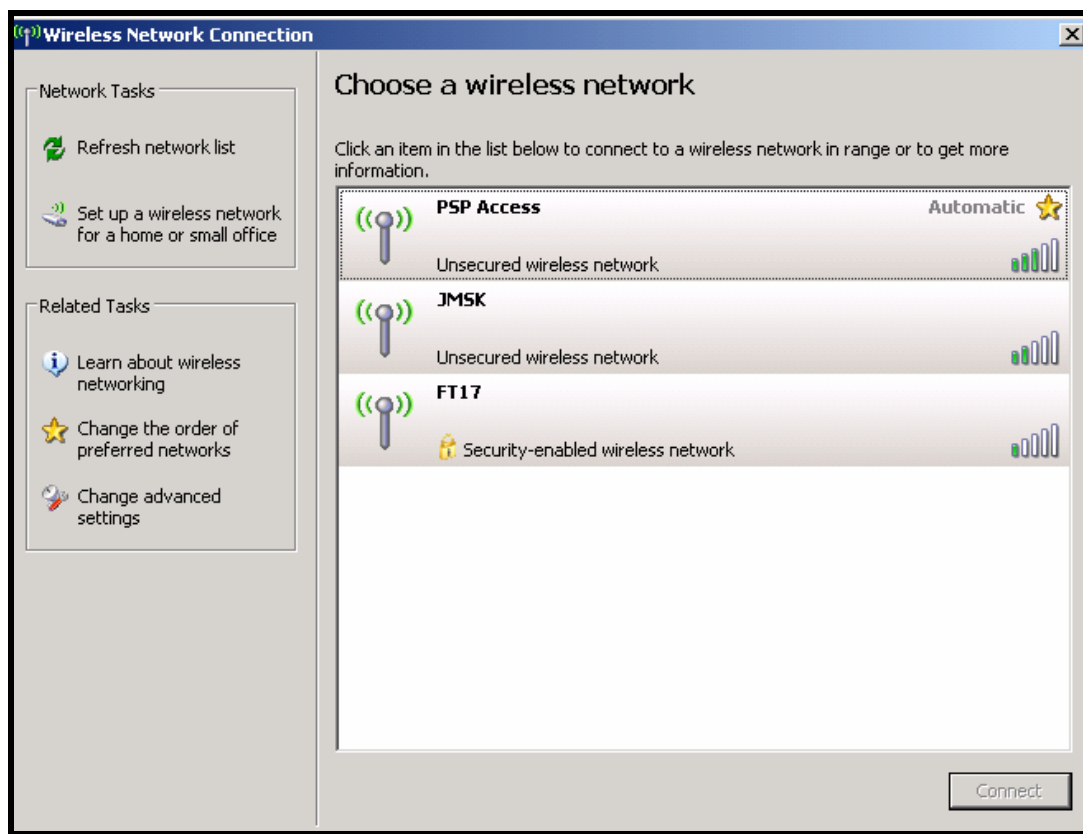 Wireless Network Connection
Network Tasks
Refresh network list
Set up a wireless network
for a home or small office
Related Tasks
Learn about wireless
networking
Change the order of
preferred networks
Change advanced
settings
Choose a wireless network
Click an item in the list below to connect to a wireless network in range or to get more
information.
PSP Access Automatic
Unsecured wireless network
JMSK
Unsecured wireless network
FT17
Security-enabled wireless network
Connect